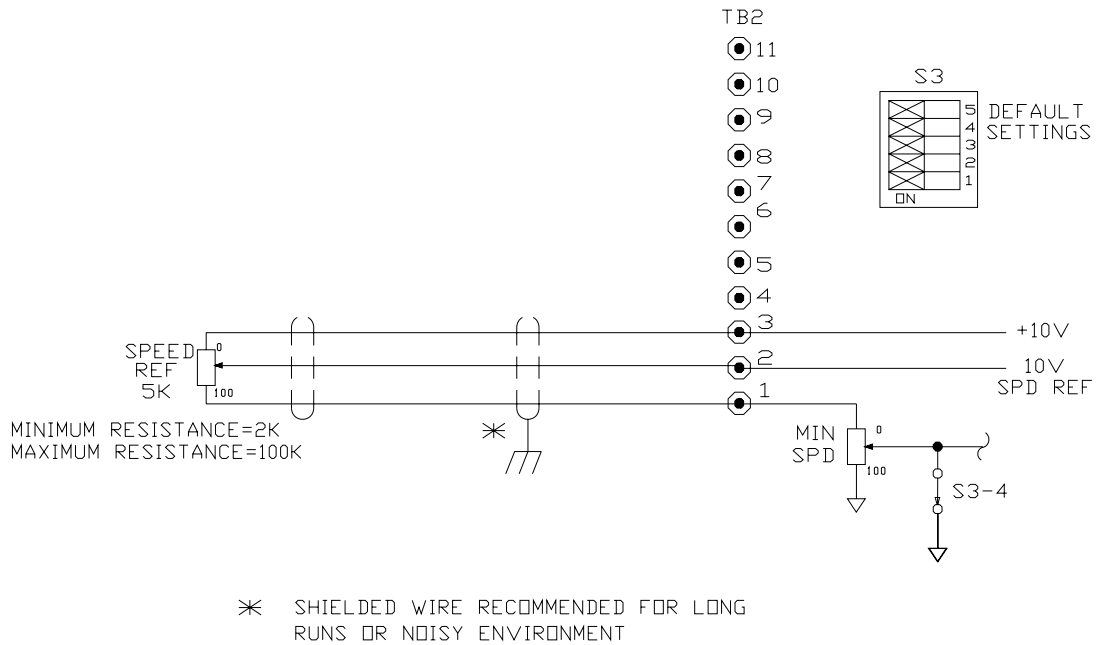 TB2
11
10
9
8
7
6
5
4
3
2
1
S3
5
4
3
2
1
ON
DEFAULT
SETTINGS
+10V
10V
SPD REF
SPEED
REF
5K
0
100
MINIMUM RESISTANCE=2K
MAXIMUM RESISTANCE=100K
MIN
SPD
0
100
S3-4
SHIELDED WIRE RECOMMENDED FOR LONG
RUNS OR NOISY ENVIRONMENT